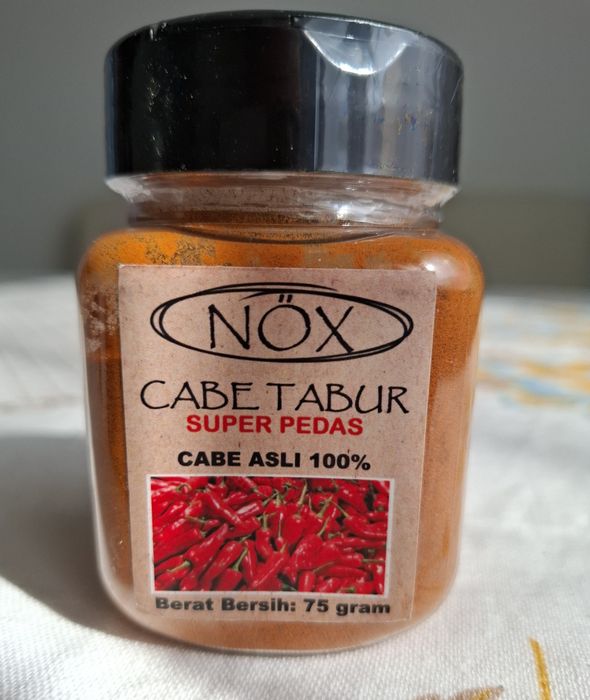 NÖX
CABE TABUR
SUPER PEDAS
CABE ASLI 100%
Berat Bersih: 75 gram